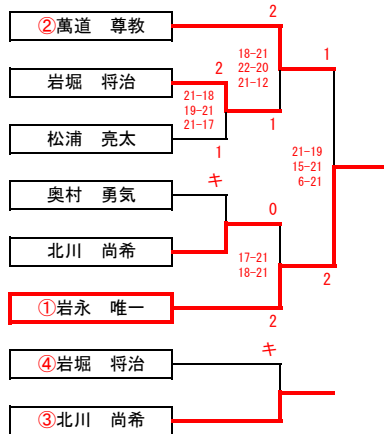 2
②萬道　尊教
18-21
22-20
21-12
1
2
岩堀　将治
21-18
19-21
21-17
1
松浦　亮太
1
21-19
15-21
6-21
キ
奥村　勇気
0
北川　尚希
17-21
18-21
2
①岩永　唯一
2
キ
④岩堀　将治
③北川　尚希